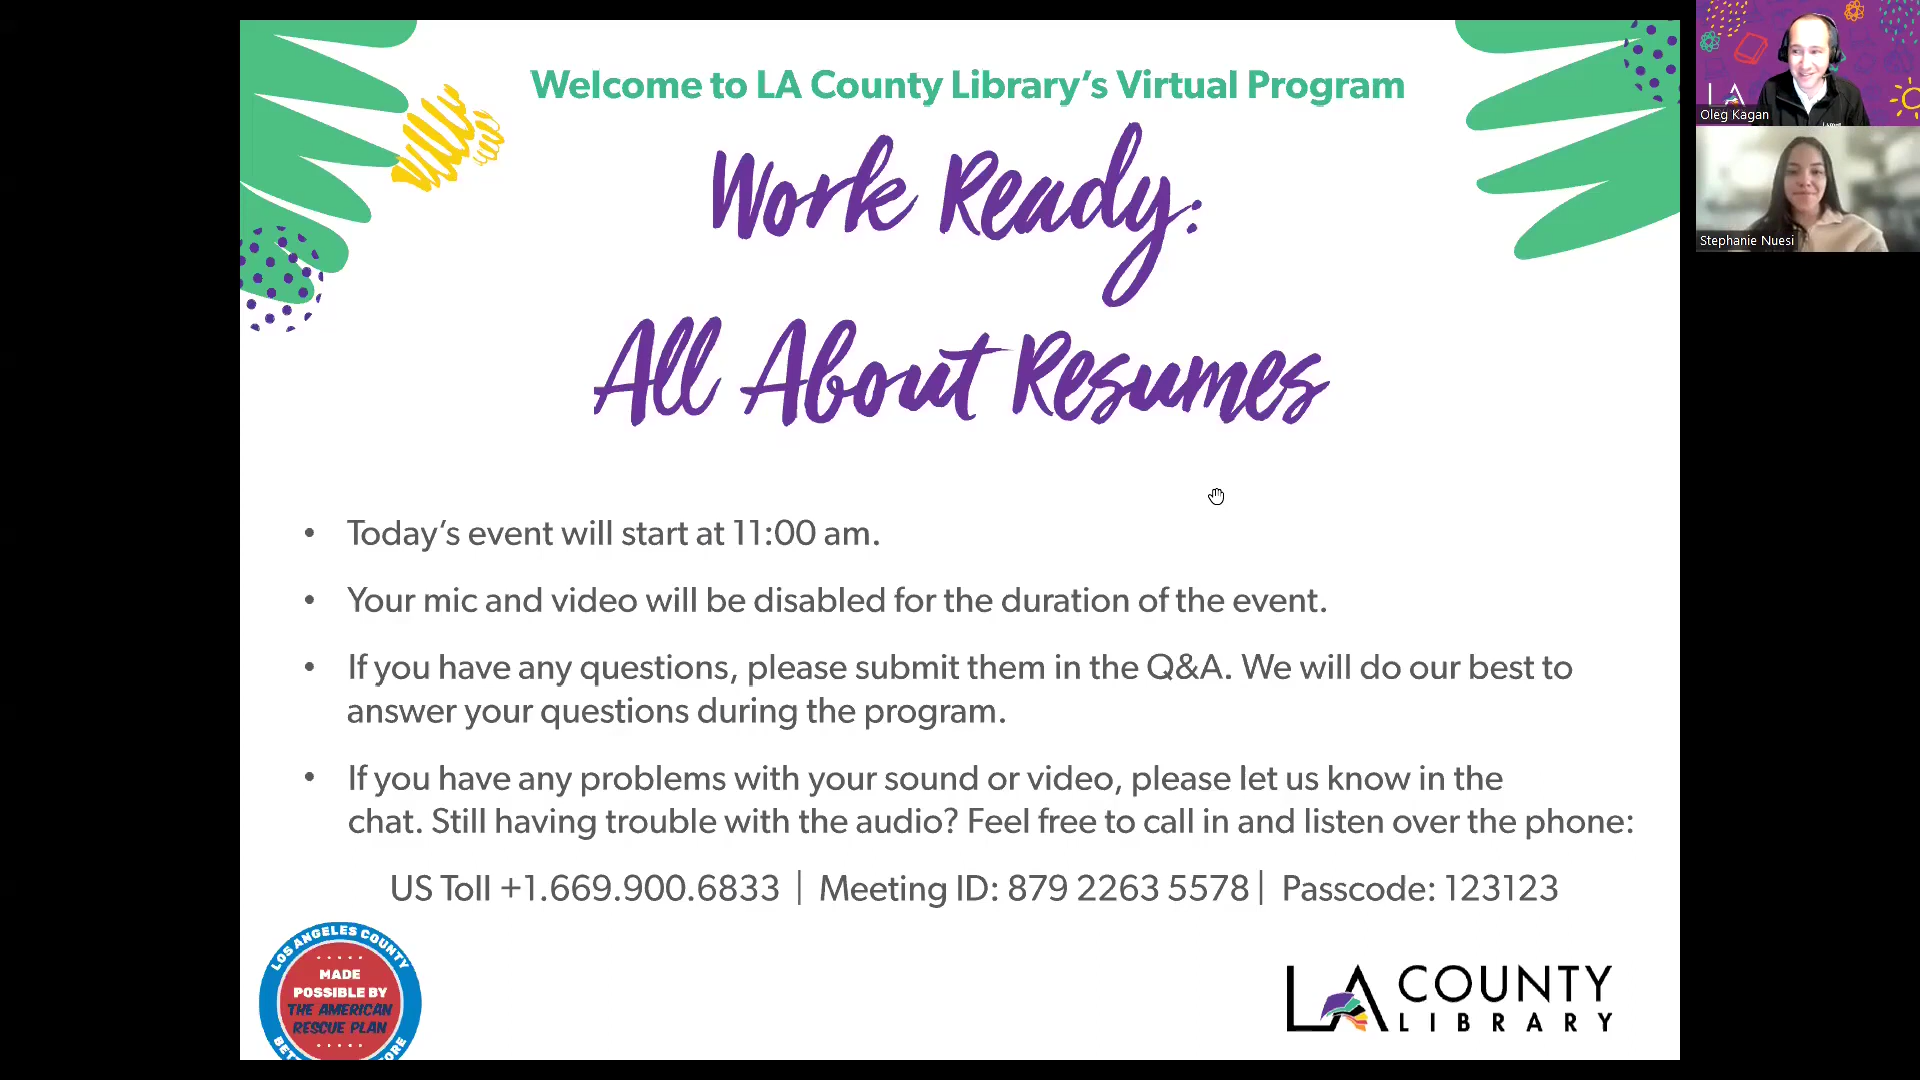 Welcome to LA County Library’s Virtual Program
Work Ready:
All About Resumes
• Today’s event will start at 11:00 am.
• Your mic and video will be disabled for the duration of the event.
• If you have any questions, please submit them in the Q&A. We will do our best to
answer your questions during the program.
• If you have any problems with your sound or video, please let us know in the
chat. Still having trouble with the audio? Feel free to call in and listen over the phone:
US Toll +1.669.900.6833 | Meeting ID: 879 2263 5578 | Passcode: 123123
LOS ANGELES COUNTY
MADE
POSSIBLE BY
THE AMERICAN
RESCUE PLAN
LA COUNTY
LIBRARY
LA
Oleg Kagan
Stephanie Nuesi